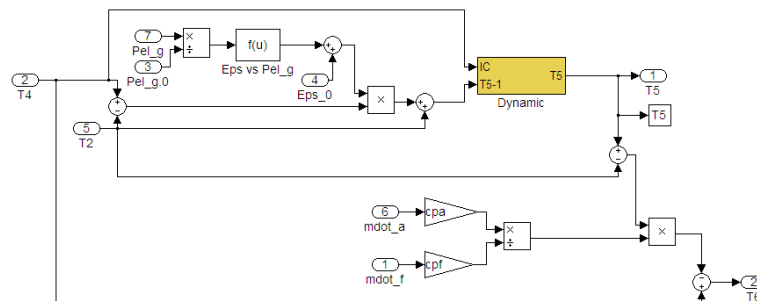 7
Pel_g
×
÷
3
Pel_g.0
f(u)
Eps vs Pel_g
4
Eps_0
2
T4
5
T2
×
IC
T5-1
T5
Dynamic
1
T5
T5
6
mdot_a
cpa
×
÷
1
mdot_f
cpf
×
2
T6